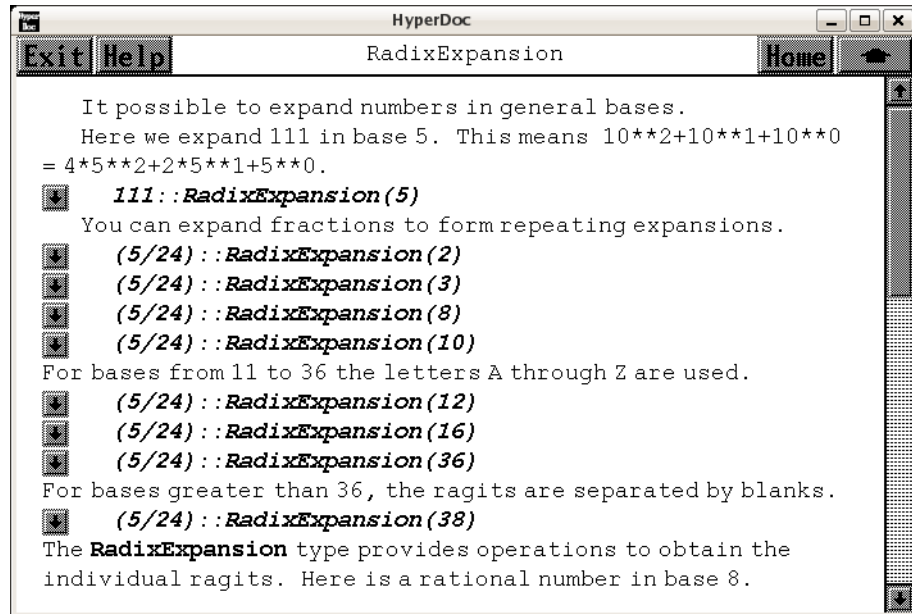 Hyper Doc
HyperDoc
Exit Help RadixExpansion Home
It possible to expand numbers in general bases.
Here we expand 111 in base 5. This means 10**2+10**1+10**0
= 4*5**2+2*5**1+5**0.
111::RadixExpansion(5)
You can expand fractions to form repeating expansions.
(5/24)::RadixExpansion(2)
(5/24)::RadixExpansion(3)
(5/24)::RadixExpansion(8)
(5/24)::RadixExpansion(10)
For bases from 11 to 36 the letters A through Z are used.
(5/24)::RadixExpansion(12)
(5/24)::RadixExpansion(16)
(5/24)::RadixExpansion(36)
For bases greater than 36, the ragits are separated by blanks.
(5/24)::RadixExpansion(38)
The RadixExpansion type provides operations to obtain the
individual ragits. Here is a rational number in base 8.